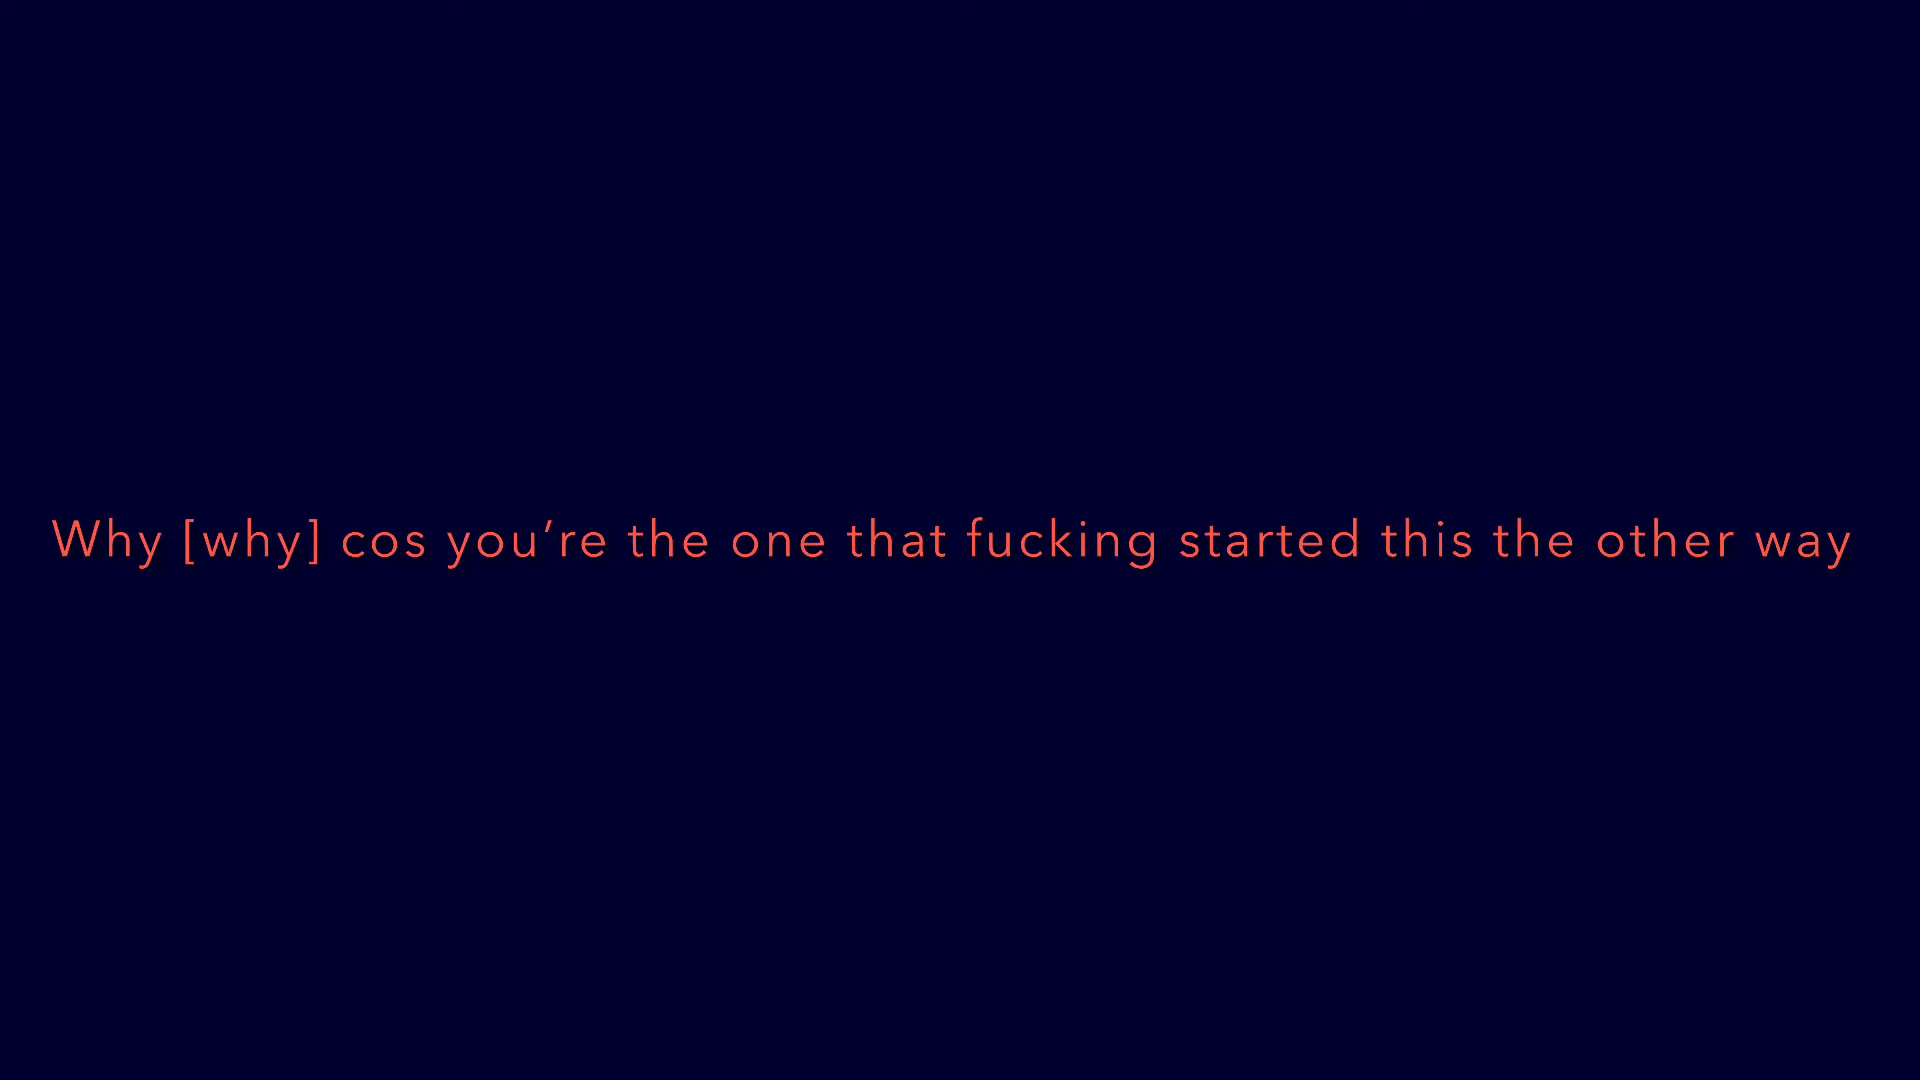 Why [why] cos you’re the one that fucking started this the other way